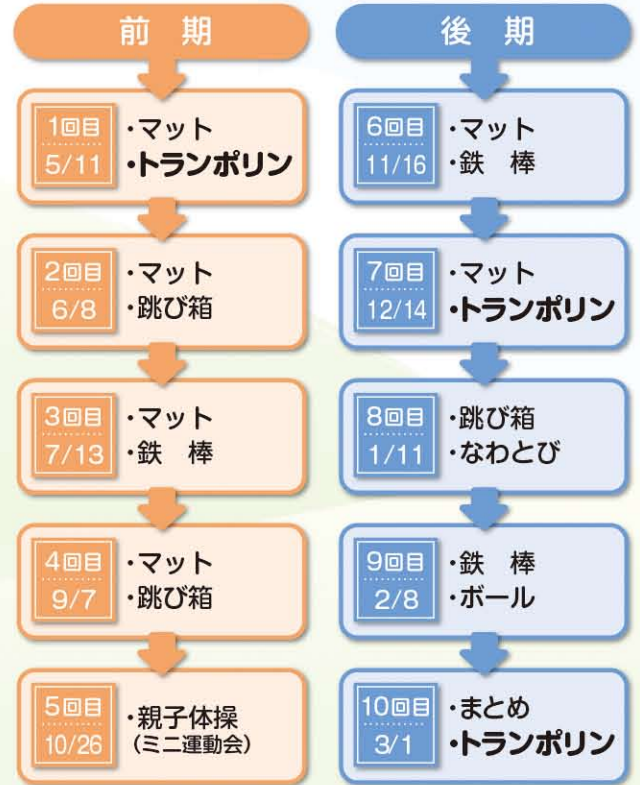 前 期
1回目
5/11
・マット
・トランポリン
2回目
6/8
・マット
・跳び箱
3回目
7/13
・マット
・鉄 棒
4回目
9/7
・マット
・跳び箱
5回目
10/26
・親子体操
(ミニ運動会)
後 期
6回目
11/16
・マット
・鉄 棒
7回目
12/14
・マット
・トランポリン
8回目
1/11
・跳び箱
・なわとび
9回目
2/8
・鉄 棒
・ボール
10回目
3/1
・まとめ
・トランポリン